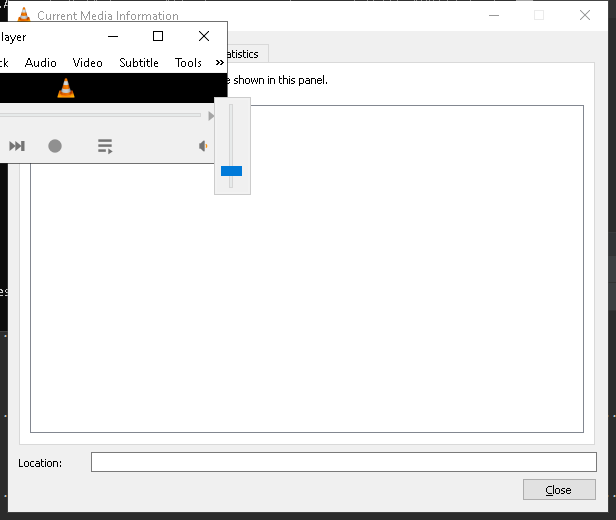 Current Media Information
layer
ck Audio Video Subtitle Tools »
atistics
e shown in this panel.
es
Location:
Close